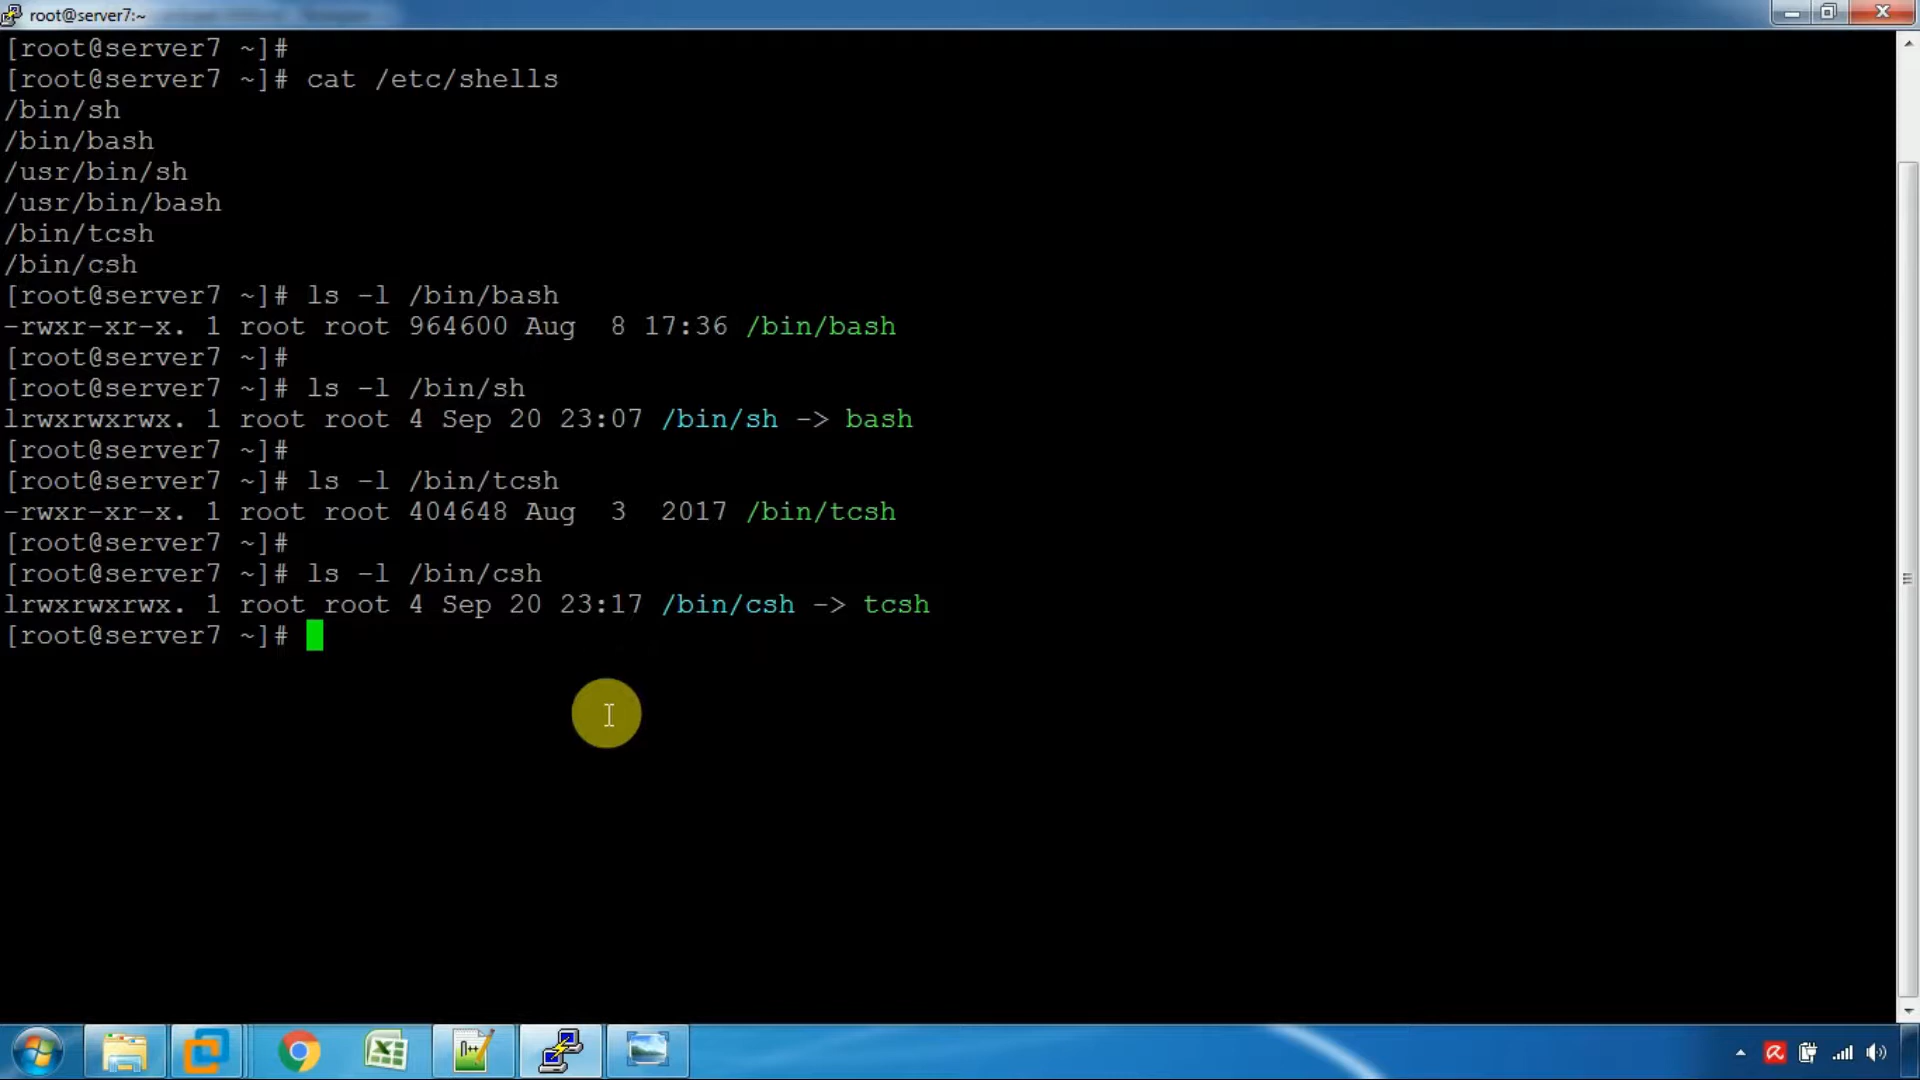 root@server7:~
[root@server7 ~]#
[root@server7 ~]# cat /etc/shells
/bin/sh
/bin/bash
/usr/bin/sh
/usr/bin/bash
/bin/tcsh
/bin/csh
[root@server7 ~]# ls -l /bin/bash
-rwxr-xr-x. 1 root root 964600 Aug  8 17:36 /bin/bash
[root@server7 ~]#
[root@server7 ~]# ls -l /bin/sh
lrwxrwxrwx. 1 root root 4 Sep 20 23:07 /bin/sh -> bash
[root@server7 ~]#
[root@server7 ~]# ls -l /bin/tcsh
-rwxr-xr-x. 1 root root 404648 Aug  3  2017 /bin/tcsh
[root@server7 ~]#
[root@server7 ~]# ls -l /bin/csh
lrwxrwxrwx. 1 root root 4 Sep 20 23:17 /bin/csh -> tcsh
[root@server7 ~]#